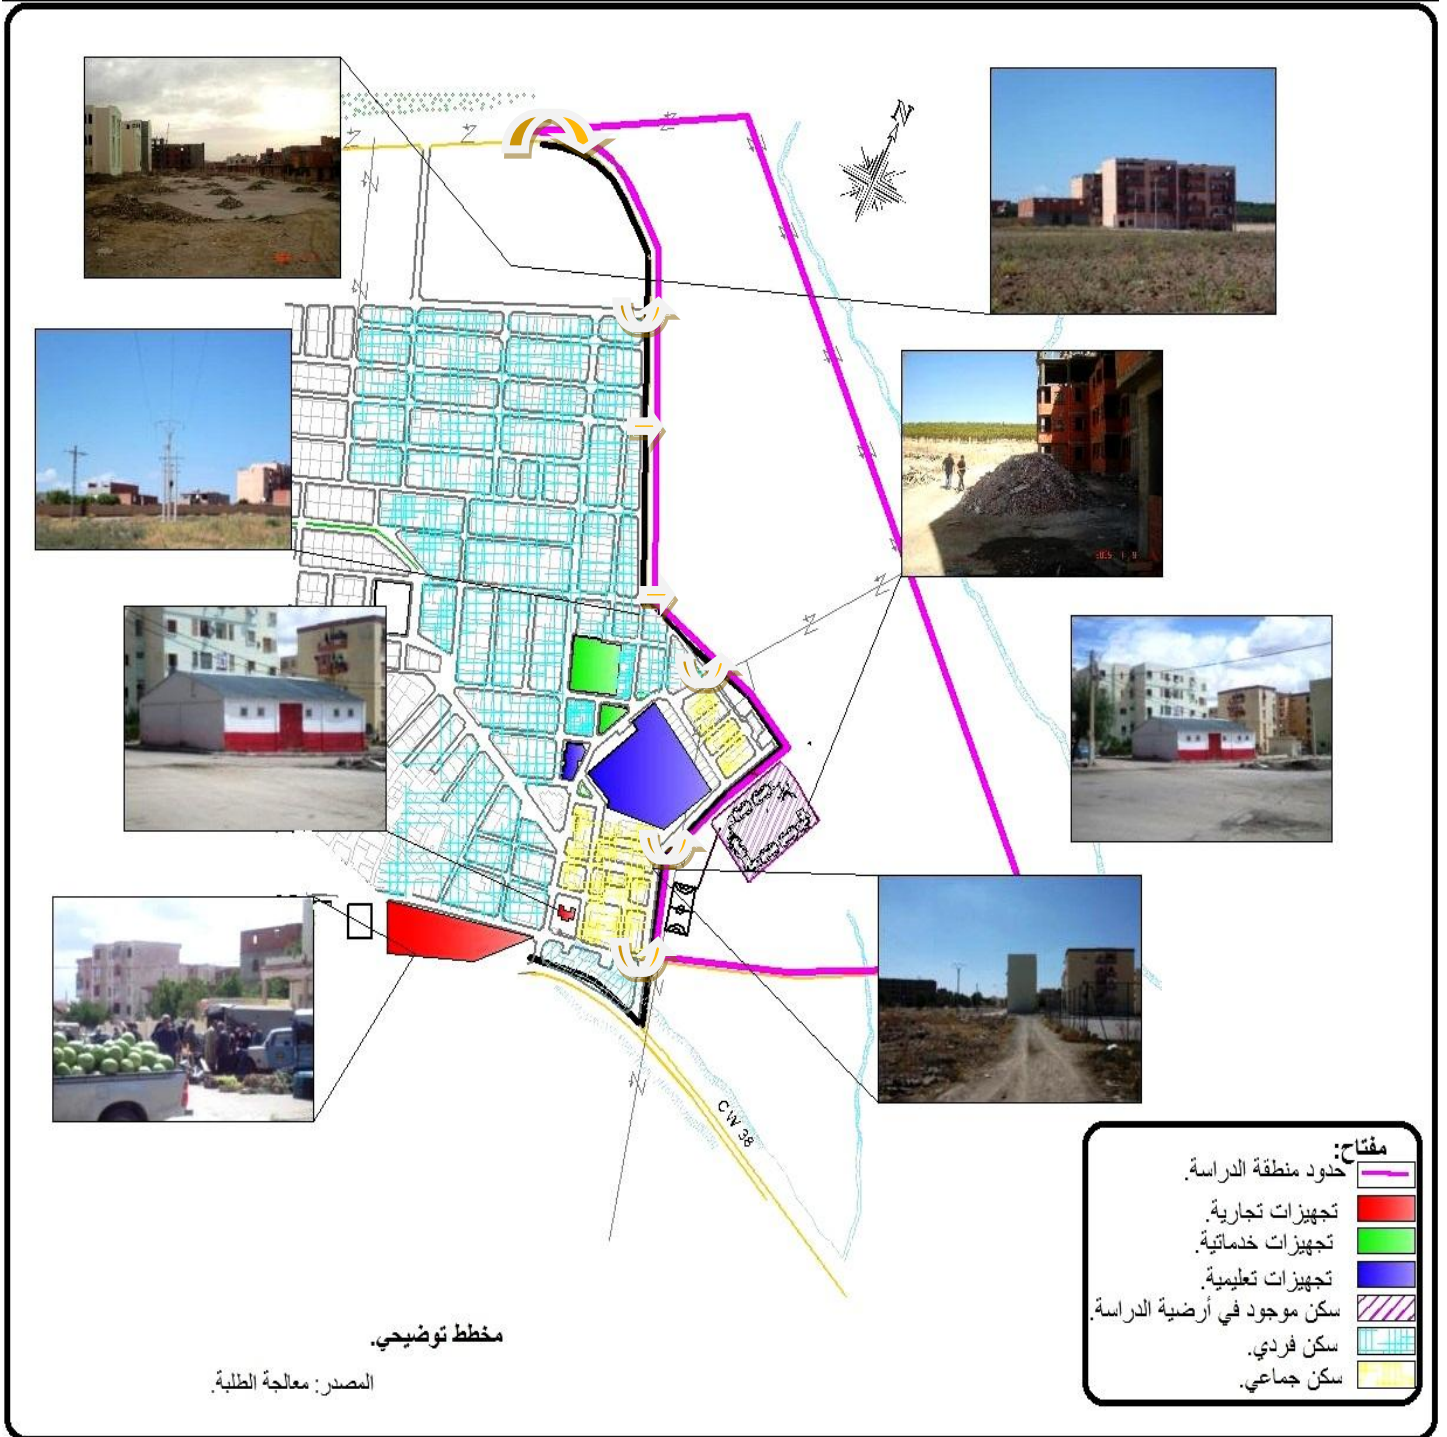 N
CW 38
مفتاح:
حدود منطقة الدراسة.
تجهيزات تجارية.
تجهيزات خدماتية.
تجهيزات تعليمية.
سكن موجود في أرضية الدراسة.
سكن فردي.
سكن جماعي.
مخطط توضيحي.
المصدر: معالجة الطلبة.